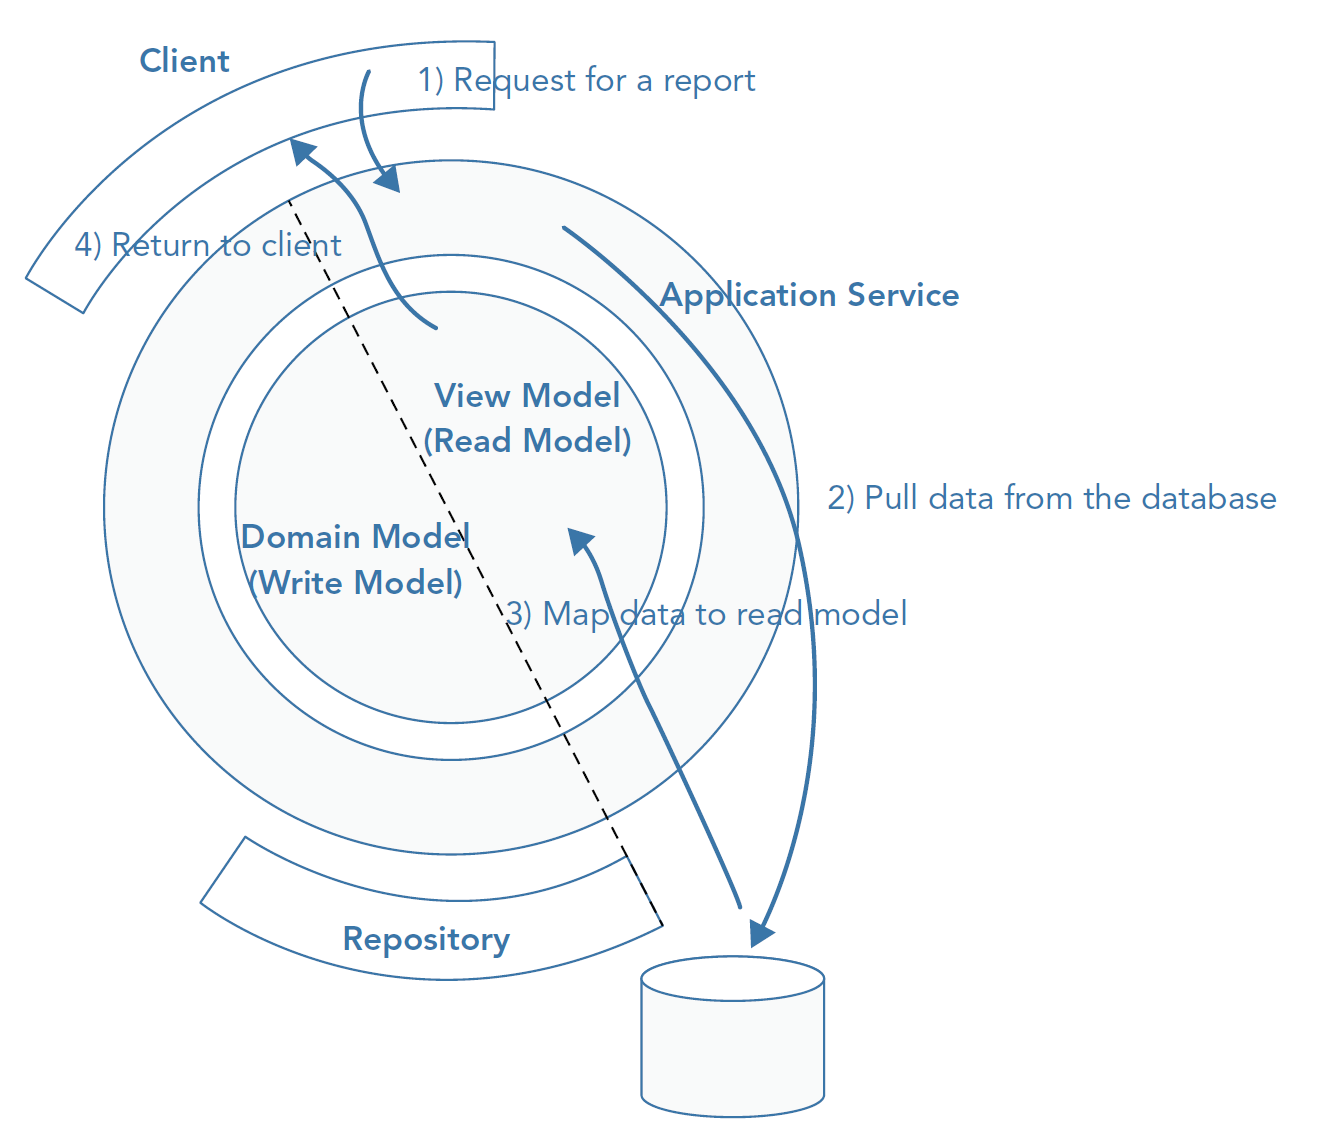 Client
1) Request for a report
4) Return to client
Application Service
View Model
(Read Model)
2) Pull data from the database
Domain Model
(Write Model)
3) Map data to read model
Repository